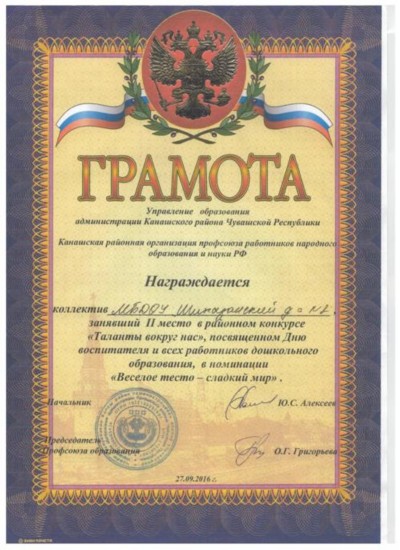 ГРАМОТА
Управление образования
администрации Канашского района Чувашской Республики
Канашская районная организация профсоюза работников народного
образования и науки РФ
Награждается
коллектив МБДОУ Шихазанский д/с №1,
занявший II место в районном конкурсе
«Таланты вокруг нас», посвященном Дню
воспитателя и всех работников дошкольного
образования, в номинации
«Веселое тесто – сладкий мир» .
Начальник Ю.С. Алексеев
Председатель
Профсоюза образования О.Г. Григорьева
27.09.2016 г.